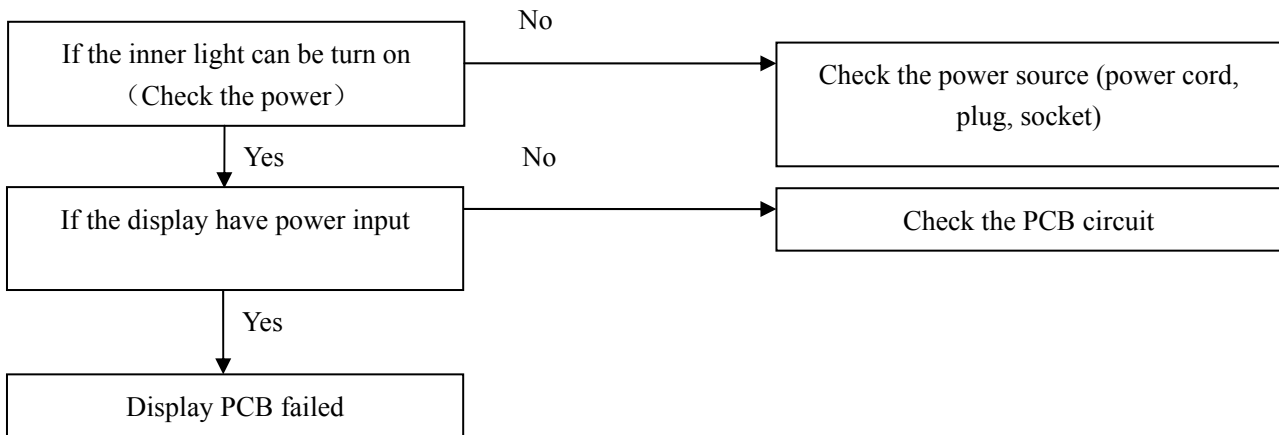 No
If the inner light can be turn on
（Check the power）
Check the power source (power cord,
plug, socket)
Yes
No
If the display have power input
Check the PCB circuit
Yes
Display PCB failed